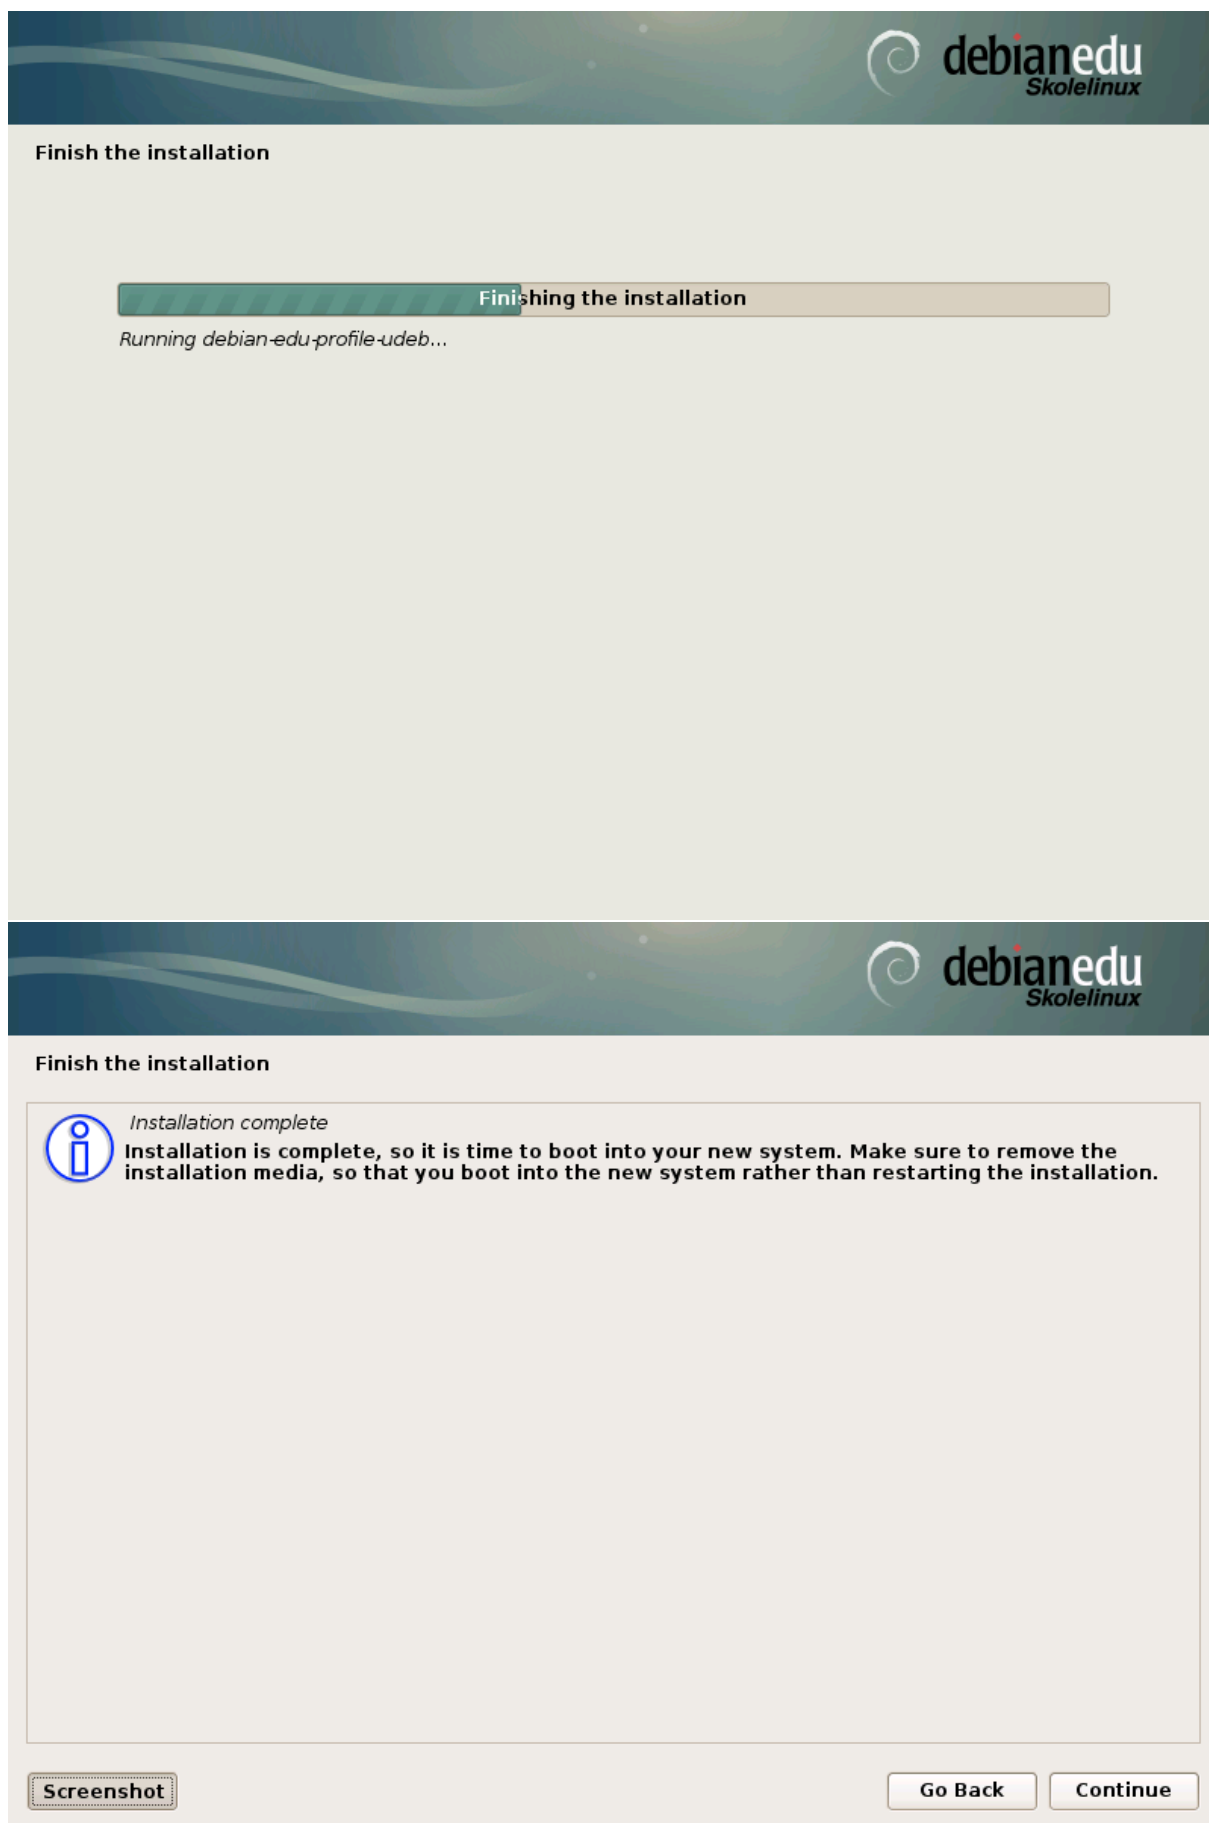 debianedu
Skolelinux
Finish the installation
Finishing the installation
Running debian-edu-profile-udeb...
debianedu
Skolelinux
Finish the installation
Installation complete
Installation is complete, so it is time to boot into your new system. Make sure to remove the
installation media, so that you boot into the new system rather than restarting the installation.
Screenshot
Go Back
Continue